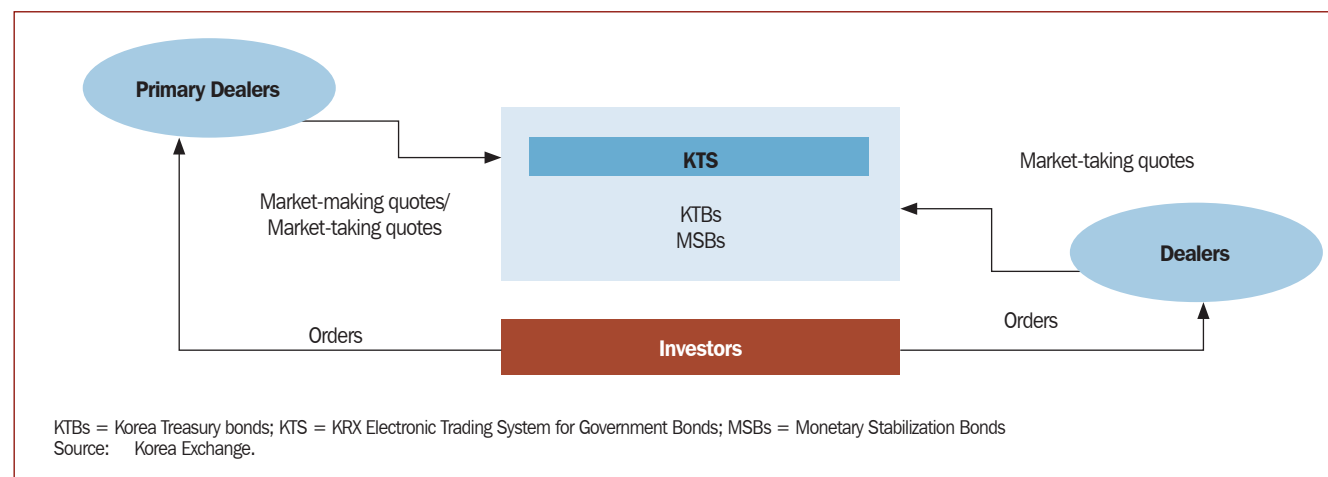 Primary Dealers
KTS
Market-taking quotes
Market-making quotes/
Market-taking quotes
KTBs
MSBs
Dealers
Orders
Investors
Orders
KTBs = Korea Treasury bonds; KTS = KRX Electronic Trading System for Government Bonds; MSBs = Monetary Stabilization Bonds
Source: Korea Exchange.